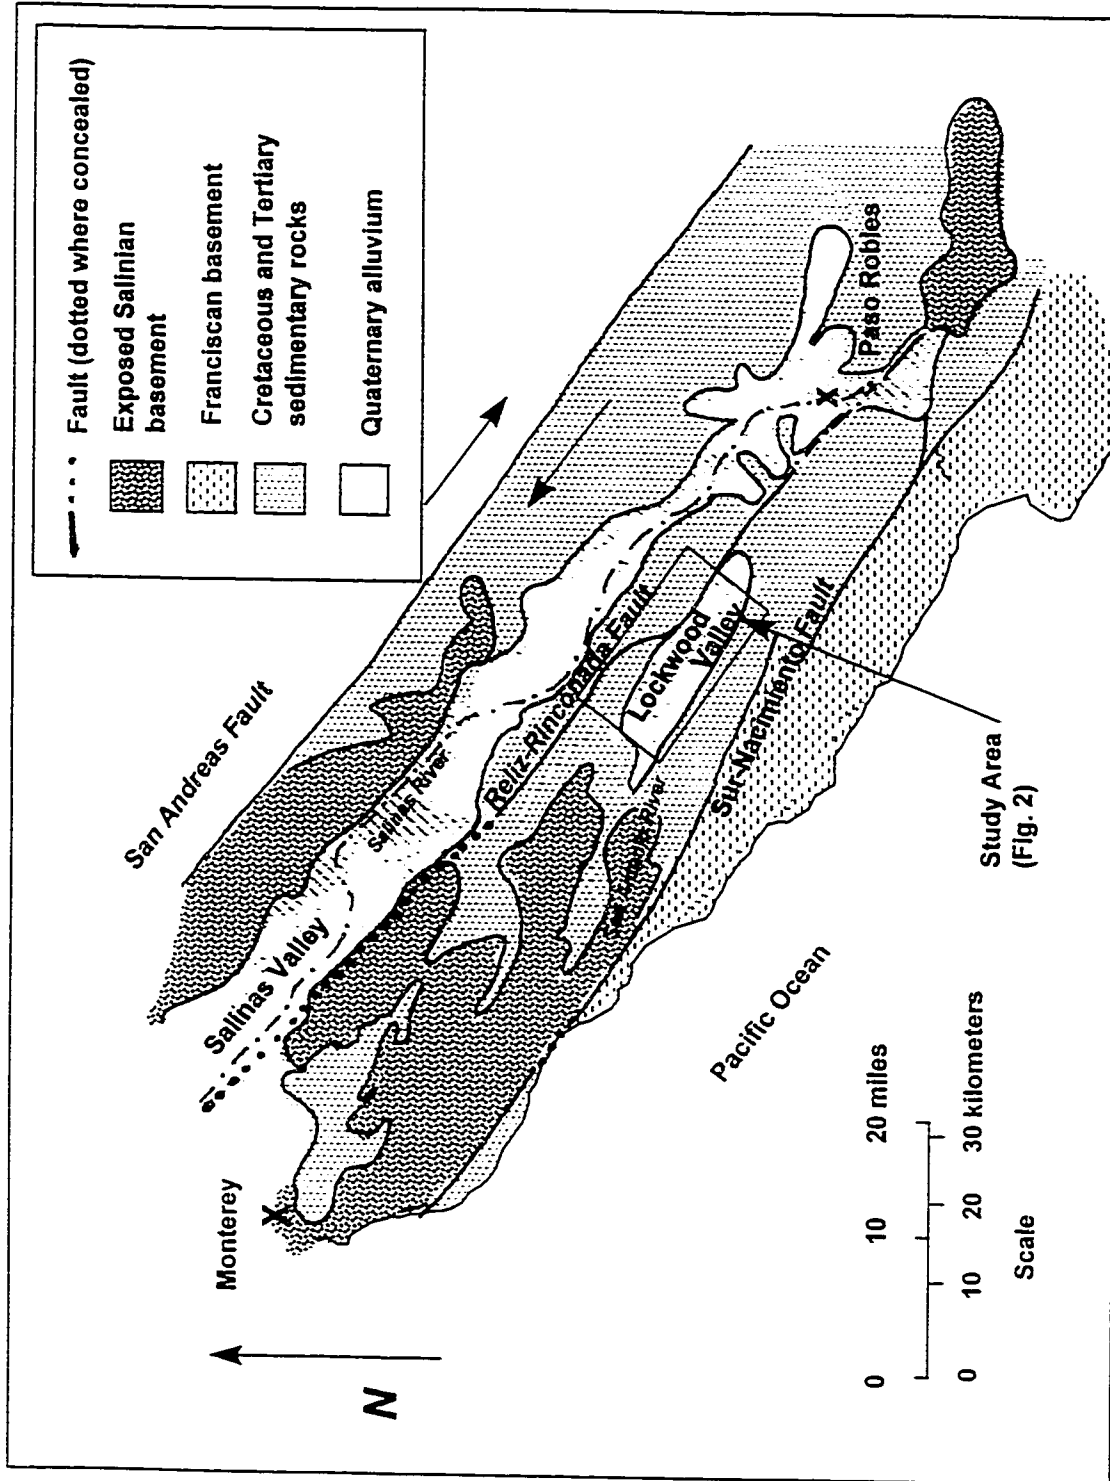 Fault (dotted where concealed)
Exposed Salinian
basement
Franciscan basement
Cretaceous and Tertiary
sedimentary rocks
Quaternary alluvium
San Andreas Fault
Monterey
X
Sallinas Valley
Salinas River
Reliz-Rinconada Fault
Lockwood
Valley
River
Sur-Nacimiento Fault
X
Paso Robles
Study Area
(Fig. 2)
Pacific Ocean
N
0 10 20 miles
0 10 20 30 kilometers
Scale